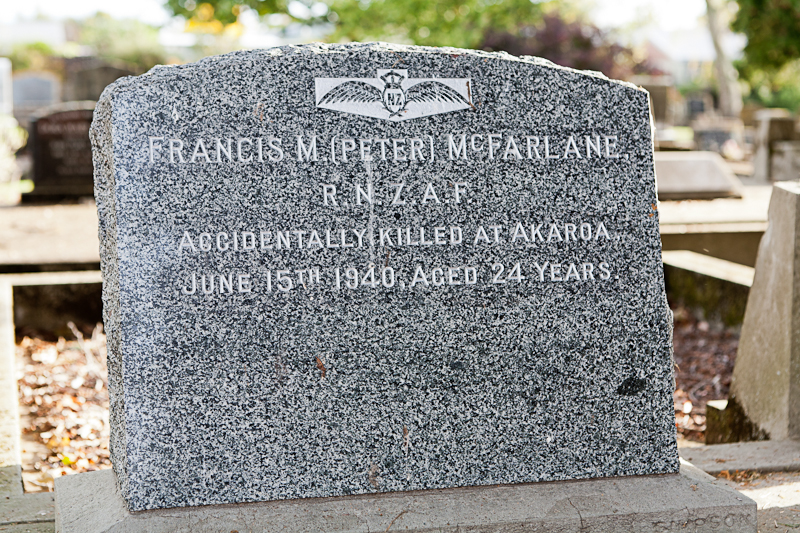 NZ
FRANCIS M. (PETER) McFARLANE,
R.N.Z.A.F.
ACCIDENTALLY KILLED AT AKAROA,
JUNE 15TH 1940, AGED 24 YEARS.